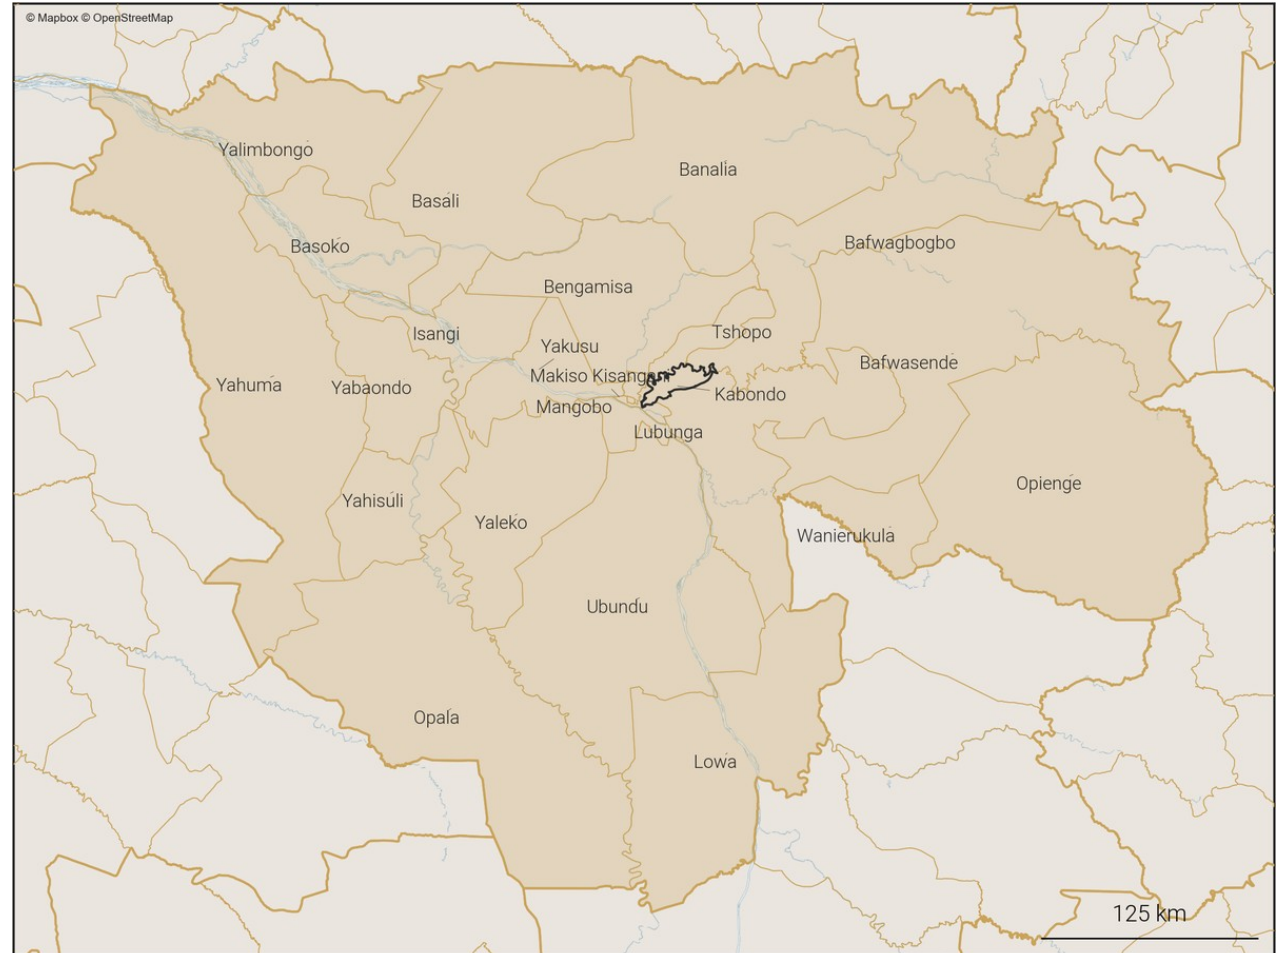 © Mapbox © OpenStreetMap
Yalimbongo
Banalia
Basali
Bafwagbogbo
Basoko
Bengamisa
Isangi
Tshopo
Yakusu
Bafwasende
Makiso Kisangani
Yahuma
Yabaondo
Kabondo
Mangobo
Lubunga
Opienge
Yahisuli
Yaleko
Wanierukula
Ubundu
Opala
Lowa
125 km